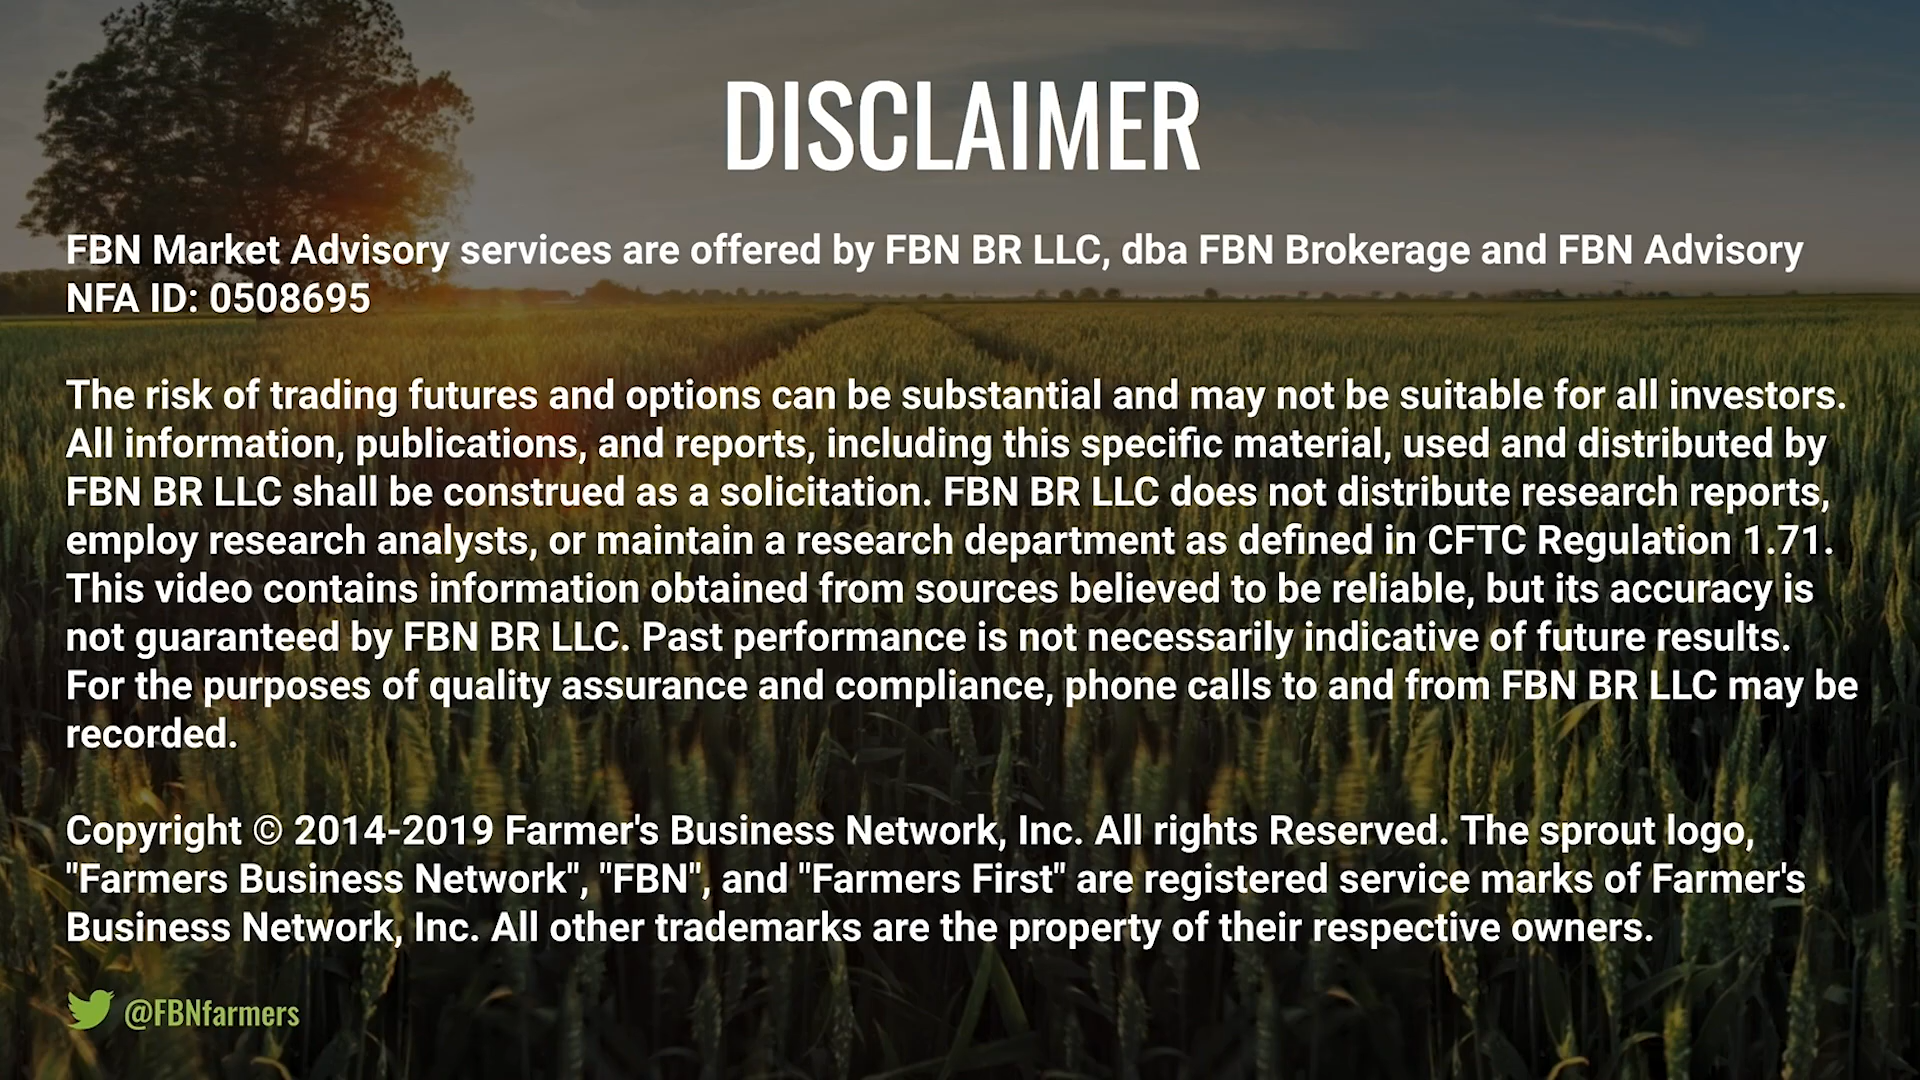 DISCLAIMER
FBN Market Advisory services are offered by FBN BR LLC, dba FBN Brokerage and FBN Advisory
NFA ID: 0508695
The risk of trading futures and options can be substantial and may not be suitable for all investors.
All information, publications, and reports, including this specific material, used and distributed by
FBN BR LLC shall be construed as a solicitation. FBN BR LLC does not distribute research reports,
employ research analysts, or maintain a research department as defined in CFTC Regulation 1.71.
This video contains information obtained from sources believed to be reliable, but its accuracy is
not guaranteed by FBN BR LLC. Past performance is not necessarily indicative of future results.
For the purposes of quality assurance and compliance, phone calls to and from FBN BR LLC may be
recorded.
Copyright © 2014-2019 Farmer's Business Network, Inc. All rights Reserved. The sprout logo,
"Farmers Business Network", "FBN", and "Farmers First" are registered service marks of Farmer's
Business Network, Inc. All other trademarks are the property of their respective owners.
@FBNfarmers